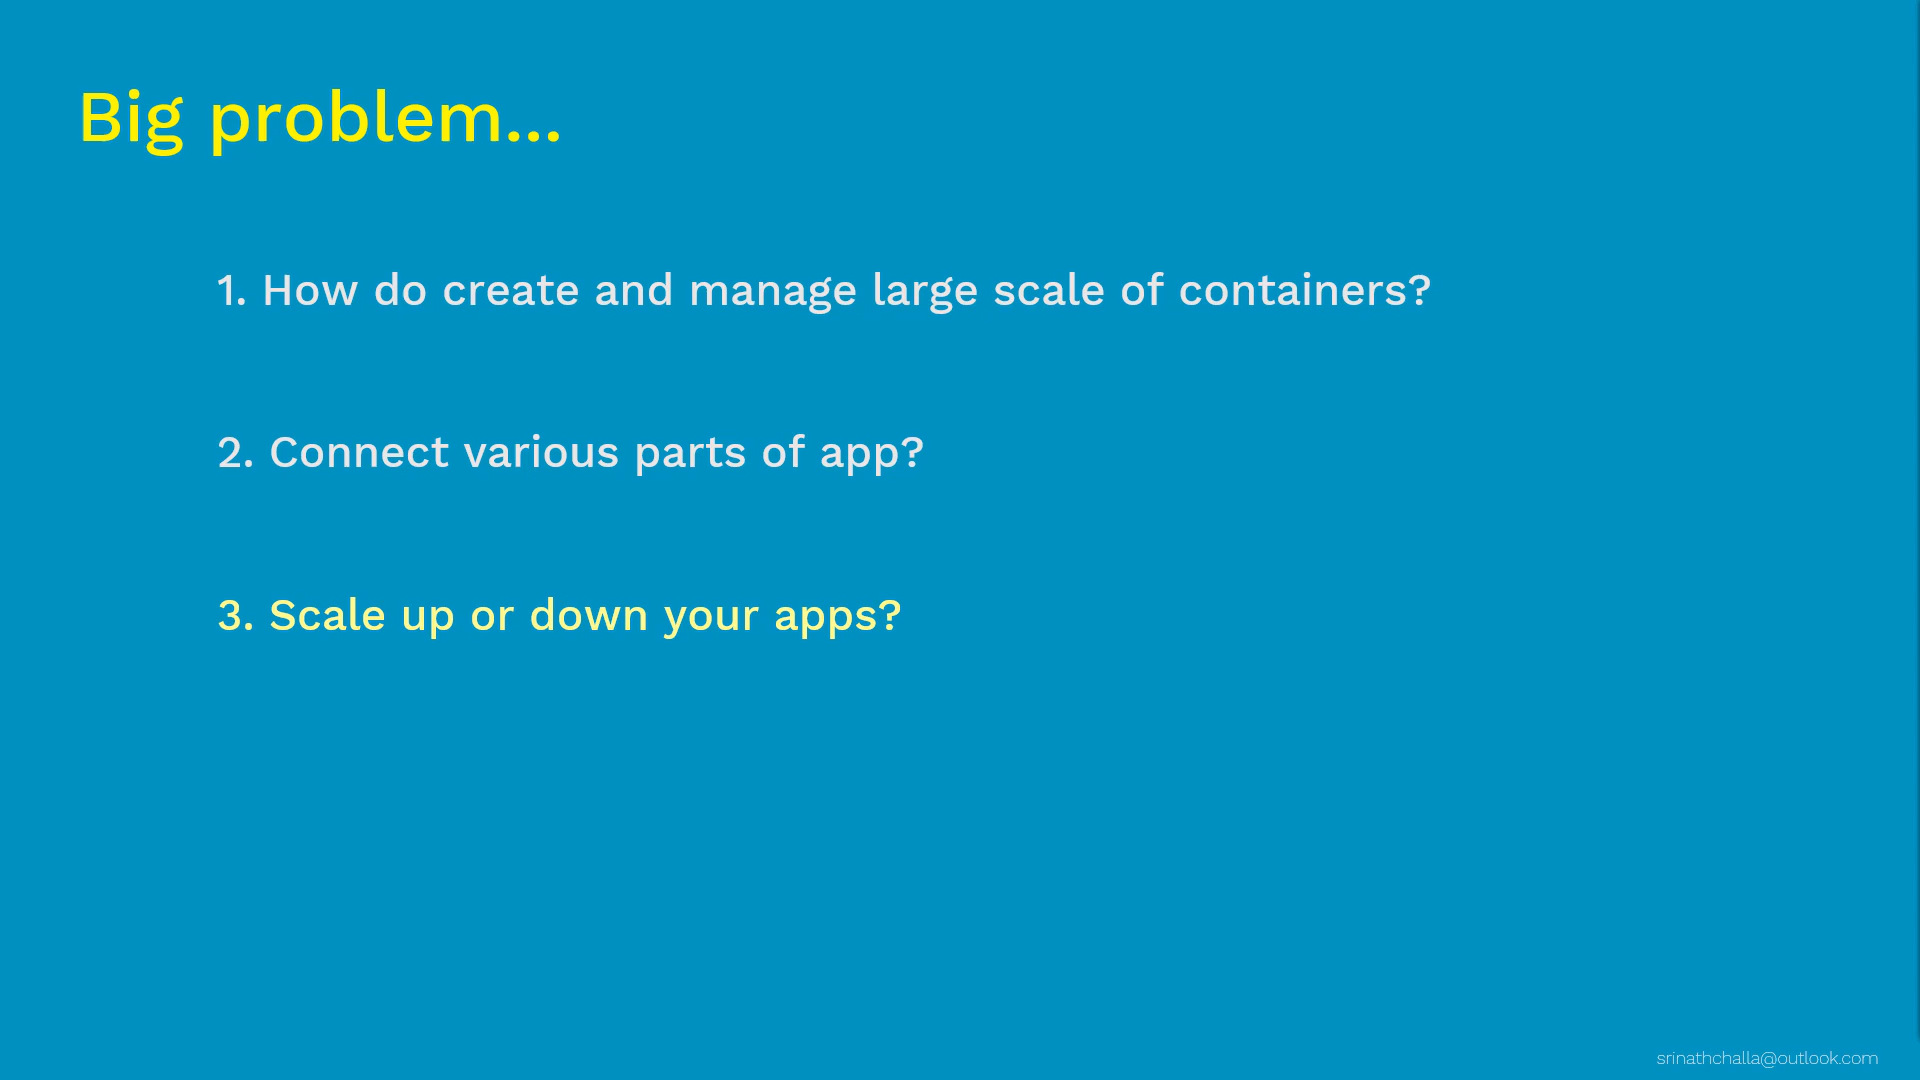 Big problem...
1. How do create and manage large scale of containers?
2. Connect various parts of app?
3. Scale up or down your apps?
srinathchalla@outlook.com